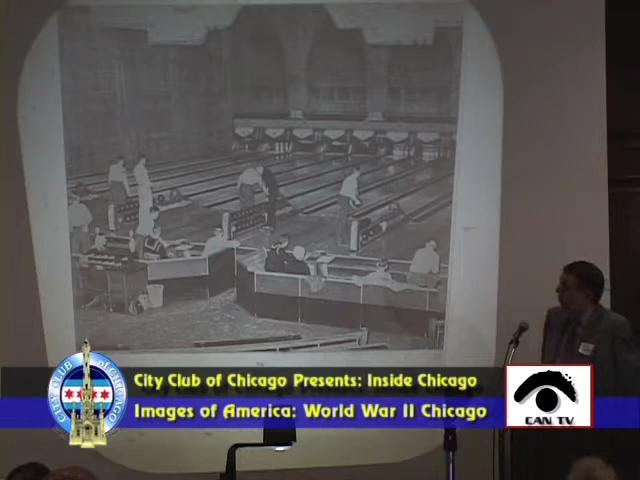 City Club of Chicago Presents: Inside Chicago
Images of America: World War II Chicago
CITY CLUB of CHICAGO
CAN TV